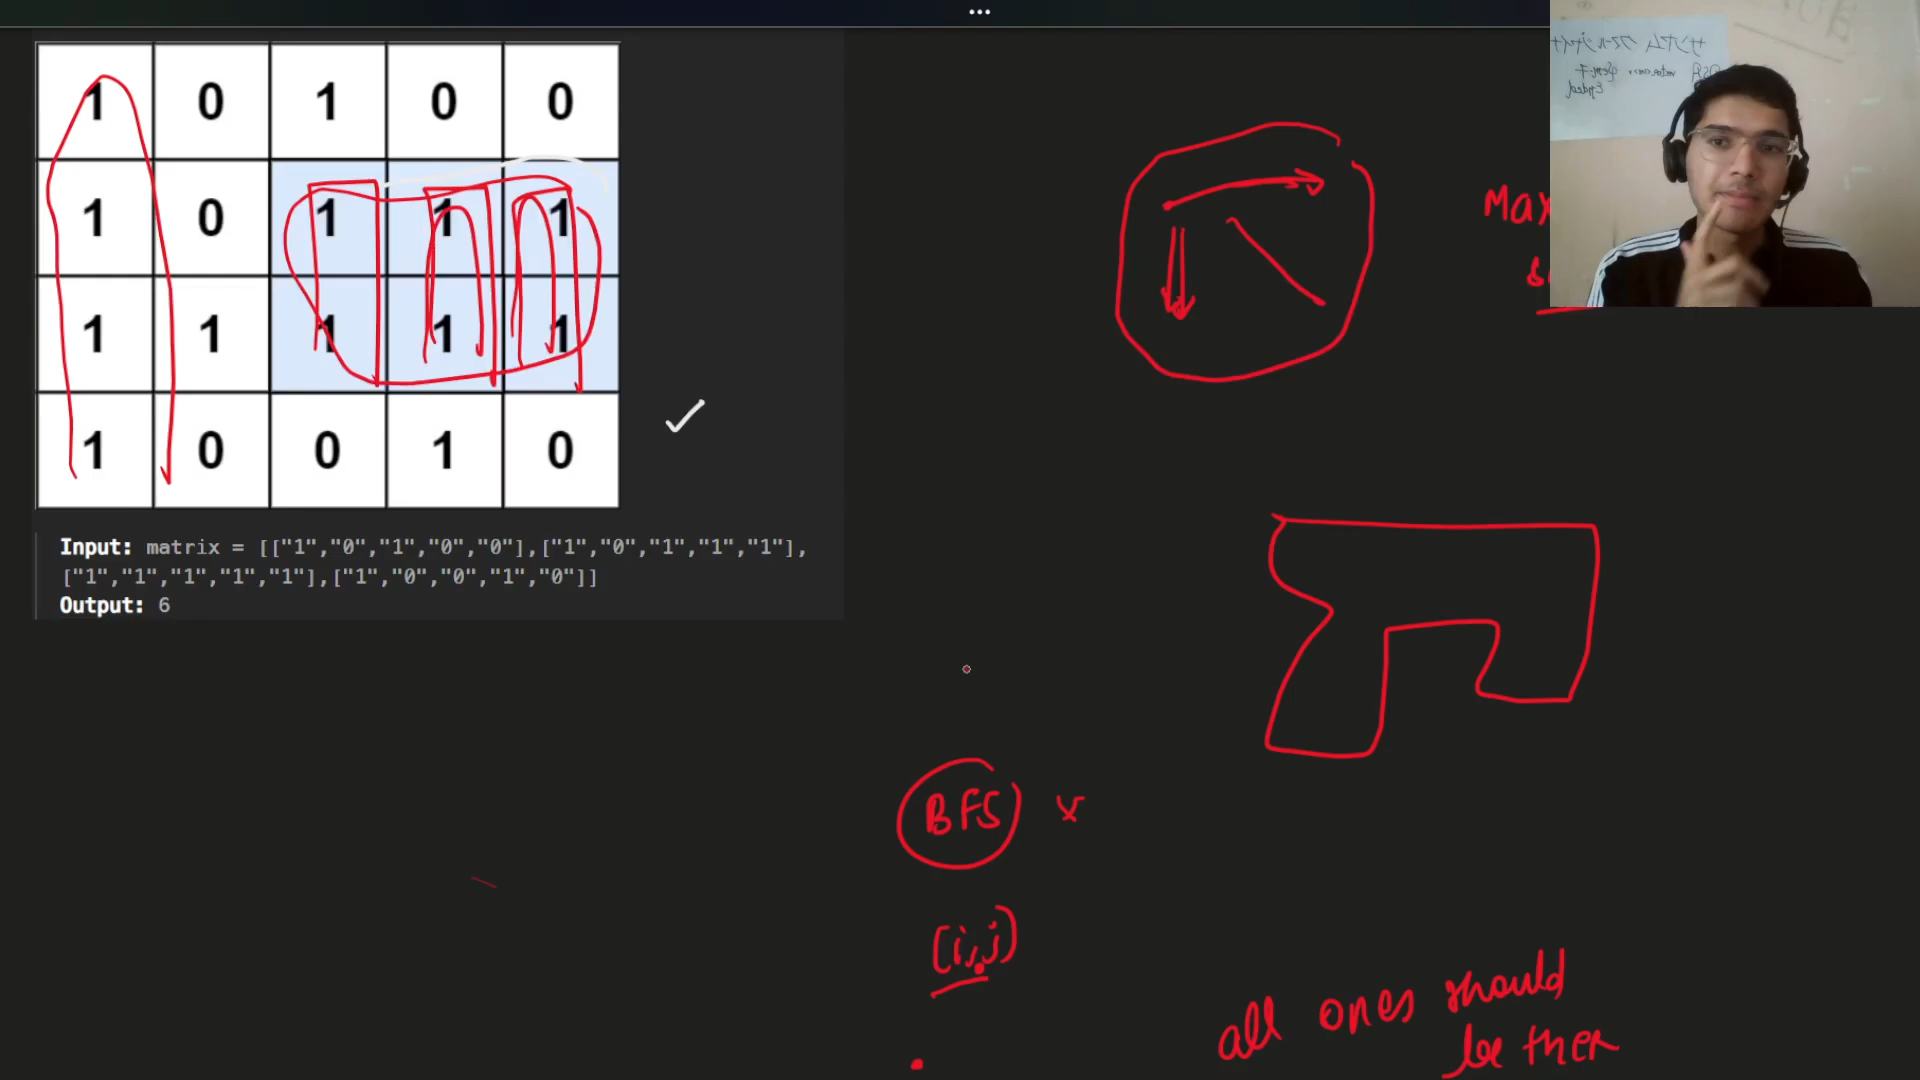 ...
1 0 1 0 0
1 0 1 1 1
1 1 1 1 1
1 0 0 1 0
Input: matrix = [["1","0","1","0","0"],["1","0","1","1","1"],
["1","1","1","1","1"],["1","0","0","1","0"]]
Output: 6
Max
BFS x
(i,j)
all ones should
be ther